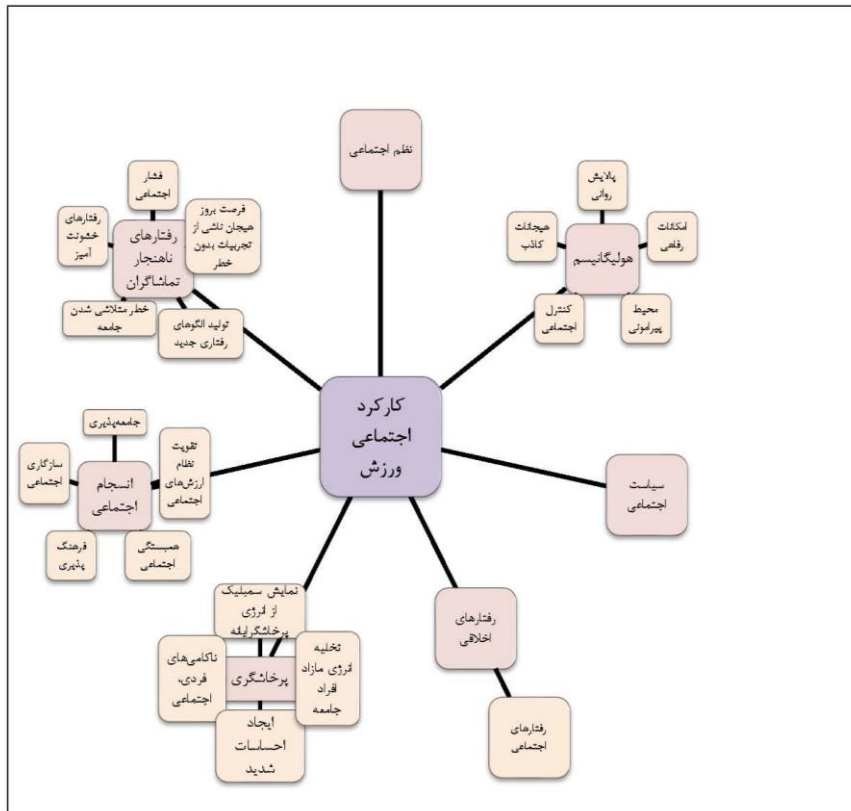 نظم اجتماعی
فشار
اجتماعی
فرصت بروز
هیجان ناشی از
تجربیات بدون
خطر
رفتارهای
خشونت
آمیز
رفتارهای
ناهنجار
تماشاگران
خطر متلاشی شدن
جامعه
تولید الگوهای
رفتاری جدید
پالایش
روانی
امکانات
رفاهی
هیجانات
کاذب
هولیگانیسم
کنترل
اجتماعی
محیط
پیرامونی
کارکرد
اجتماعی
ورزش
جامعه‌پذیری
تقویت
نظام
ارزش‌های
اجتماعی
سازگاری
اجتماعی
انسجام
اجتماعی
همبستگی
اجتماعی
فرهنگ
پذیری
سیاست
اجتماعی
رفتارهای
اخلاقی
رفتارهای
اجتماعی
نمایش سمبلیک
از انرژی
پرخاشگرایانه
تخلیه
انرژی مازاد
افراد
جامعه
پرخاشگری
ناکامی‌های
فردی،
اجتماعی
ایجاد
احساسات
شدید